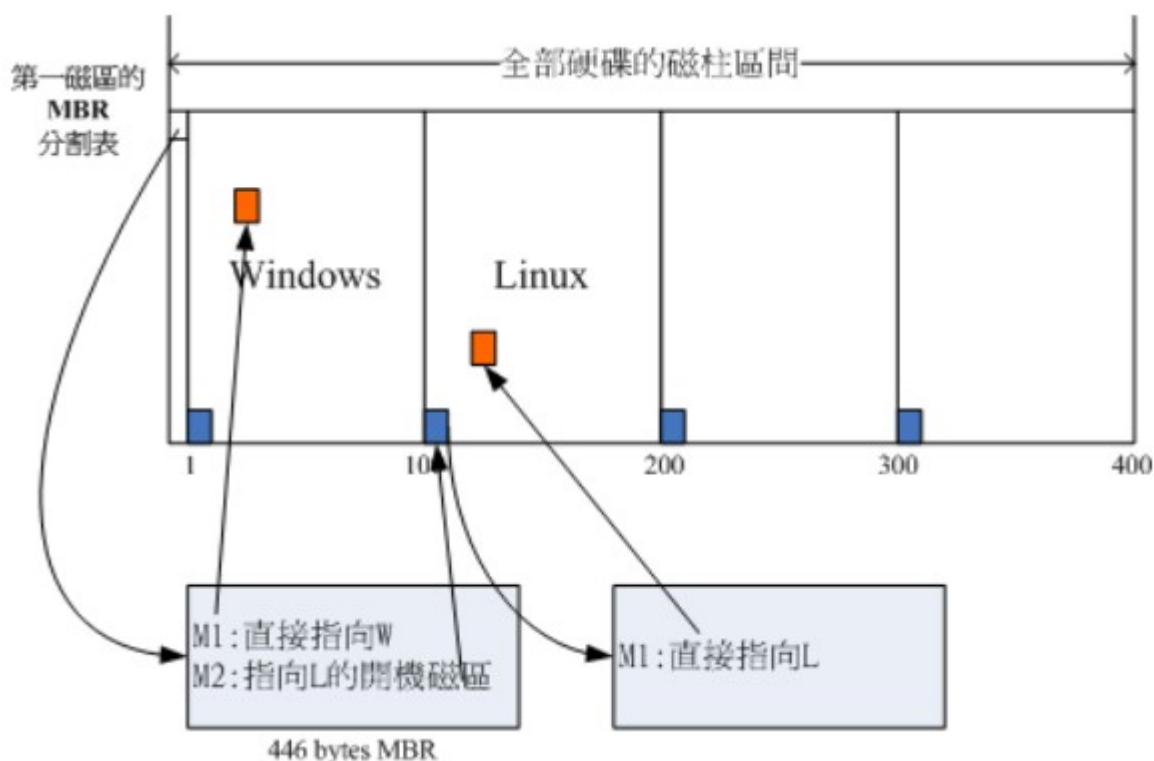 全部硬碟的磁柱區間
第一磁區的
MBR
分割表
Windows
Linux
1
100
200
300
400
M1:直接指向W
M2:指向L的開機磁區
M1:直接指向L
446 bytes MBR